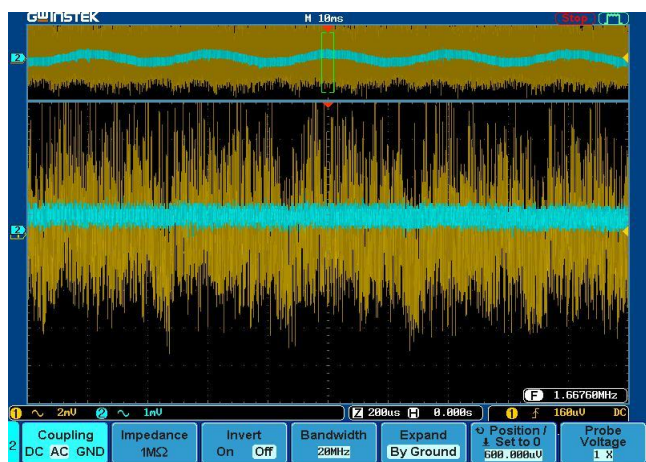 GWINSTEK M 10ms Stop
2
2
F 1.66760MHz
1 2mV 2 1mV Z 200us H 0.000s 1 160uV DC
2 Coupling Impedance Invert Bandwidth Expand Position / Probe
Set to 0 Voltage
DC AC GND 1MΩ On Off 20MHz By Ground 600.000uV 1 X